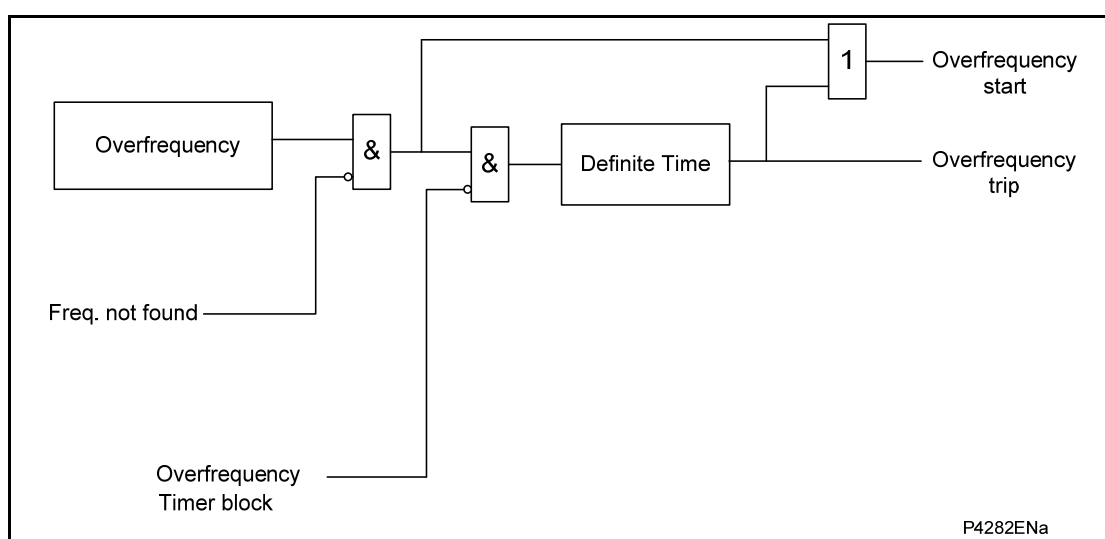 1
Overfrequency
start
Overfrequency
&
&
Definite Time
Overfrequency
trip
Freq. not found
Overfrequency
Timer block
P4282ENa